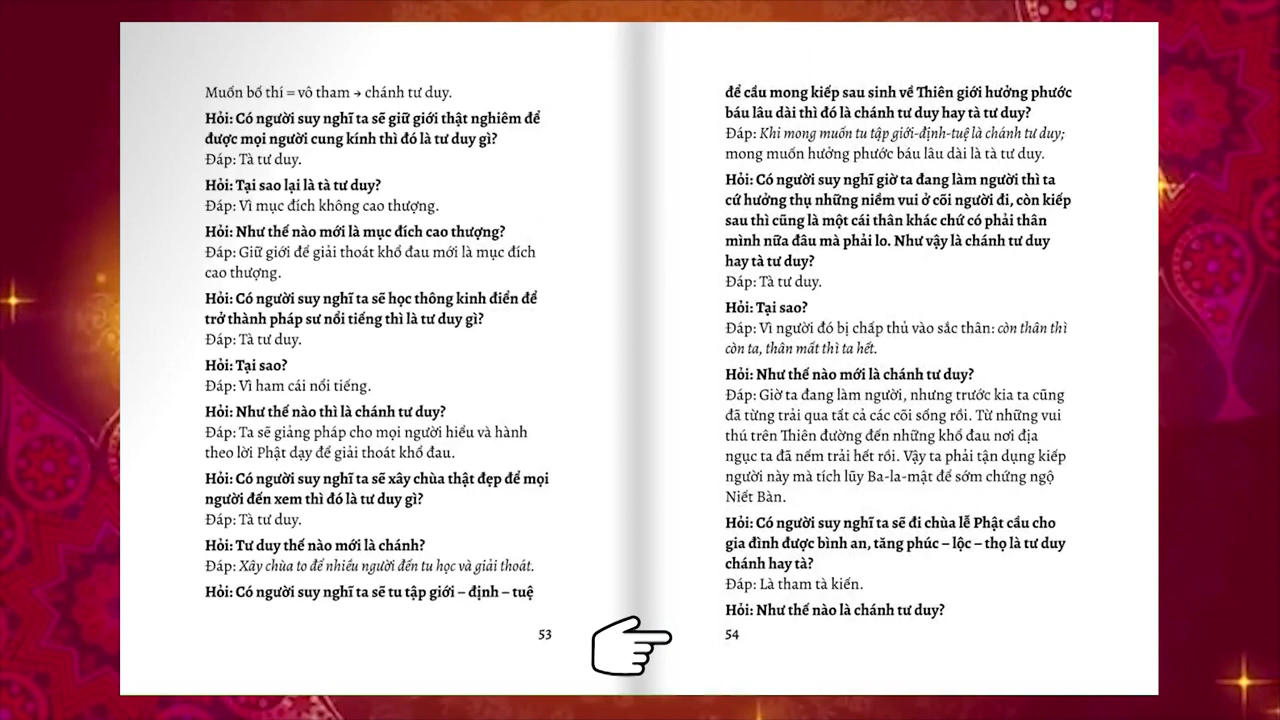 Muốn bố thí = vô tham → chánh tư duy.
Hỏi: Có người suy nghĩ ta sẽ giữ giới thật nghiêm để
được mọi người cung kính thì đó là tư duy gì?
Đáp: Tà tư duy.
Hỏi: Tại sao lại là tà tư duy?
Đáp: Vì mục đích không cao thượng.
Hỏi: Như thế nào mới là mục đích cao thượng?
Đáp: Giữ giới để giải thoát khổ đau mới là mục đích
cao thượng.
Hỏi: Có người suy nghĩ ta sẽ học thông kinh điển để
trở thành pháp sư nổi tiếng thì là tư duy gì?
Đáp: Tà tư duy.
Hỏi: Tại sao?
Đáp: Vì ham cái nổi tiếng.
Hỏi: Như thế nào thì là chánh tư duy?
Đáp: Ta sẽ giảng pháp cho mọi người hiểu và hành
theo lời Phật dạy để giải thoát khổ đau.
Hỏi: Có người suy nghĩ ta sẽ xây chùa thật đẹp để mọi
người đến xem thì đó là tư duy gì?
Đáp: Tà tư duy.
Hỏi: Tư duy thế nào mới là chánh?
Đáp: Xây chùa to để nhiều người đến tu học và giải thoát.
Hỏi: Có người suy nghĩ ta sẽ tu tập giới – định – tuệ
53
để cầu mong kiếp sau sinh về Thiên giới hưởng phước
báu lâu dài thì đó là chánh tư duy hay tà tư duy?
Đáp: Khi mong muốn tu tập giới-định-tuệ là chánh tư duy;
mong muốn hưởng phước báu lâu dài là tà tư duy.
Hỏi: Có người suy nghĩ giờ ta đang làm người thì ta
cứ hưởng thụ những niềm vui ở cõi người đi, còn kiếp
sau thì cũng là một cái thân khác chứ có phải thân
mình nữa đâu mà phải lo. Như vậy là chánh tư duy
hay tà tư duy?
Đáp: Tà tư duy.
Hỏi: Tại sao?
Đáp: Vì người đó bị chấp thủ vào sắc thân: còn thân thì
còn ta, thân mất thì ta hết.
Hỏi: Như thế nào mới là chánh tư duy?
Đáp: Giờ ta đang làm người, nhưng trước kia ta cũng
đã từng trải qua tất cả các cõi sống rồi. Từ những vui
thú trên Thiên đường đến những khổ đau nơi địa
ngục ta đã nếm trải hết rồi. Vậy ta phải tận dụng kiếp
người này mà tích lũy Ba-la-mật để sớm chứng ngộ
Niết Bàn.
Hỏi: Có người suy nghĩ ta sẽ đi chùa lễ Phật cầu cho
gia đình được bình an, tăng phúc – lộc – thọ là tư duy
chánh hay tà?
Đáp: Là tham tà kiến.
Hỏi: Như thế nào là chánh tư duy?
54